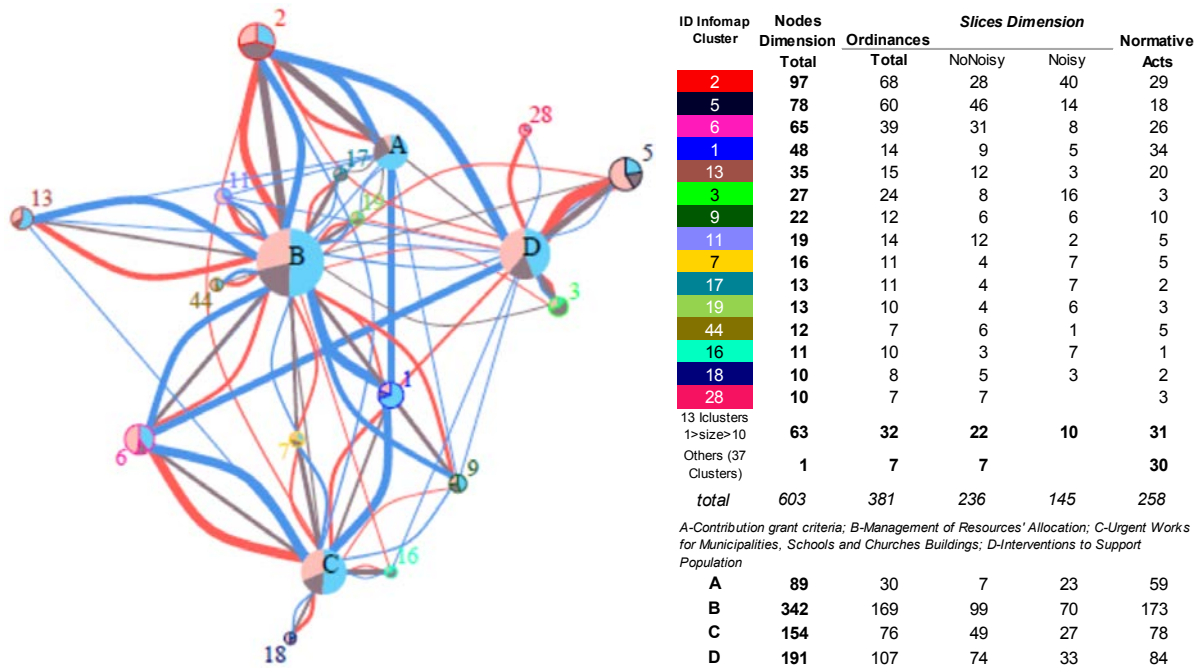 2
A
17
28
5
11
13
19
B
D
44
3
1
6
7
9
C
16
18
ID Infomap Cluster Nodes Dimension Slices Dimension
Ordinances Normative
Total Total NoNoisy Noisy Acts
2 97 68 28 40 29
5 78 60 46 14 18
6 65 39 31 8 26
1 48 14 9 5 34
13 35 15 12 3 20
3 27 24 8 16 3
9 22 12 6 6 10
11 19 14 12 2 5
7 16 11 4 7 5
17 13 11 4 7 2
19 13 10 4 6 3
44 12 7 6 1 5
16 11 10 3 7 1
18 10 8 5 3 2
28 10 7 7 3
13 Iclusters
1>size>10 63 32 22 10 31
Others (37
Clusters) 1 7 7 30
total 603 381 236 145 258
A-Contribution grant criteria; B-Management of Resources' Allocation; C-Urgent Works
for Municipalities, Schools and Churches Buildings; D-Interventions to Support
Population
A 89 30 7 23 59
B 342 169 99 70 173
C 154 76 49 27 78
D 191 107 74 33 84